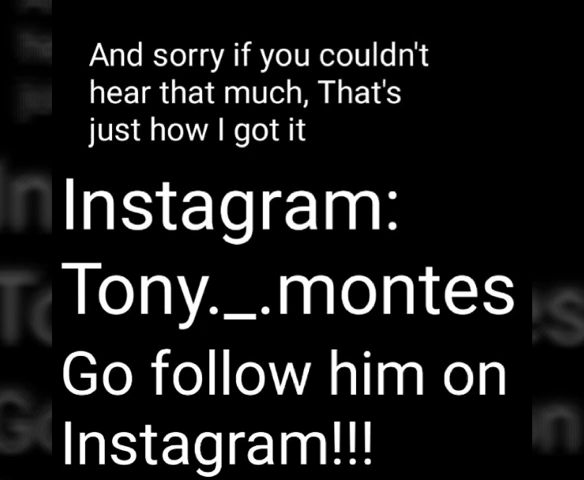 And sorry if you couldn't
hear that much, That's
just how I got it
Instagram:
Tony._.montes
Go follow him on
Instagram!!!